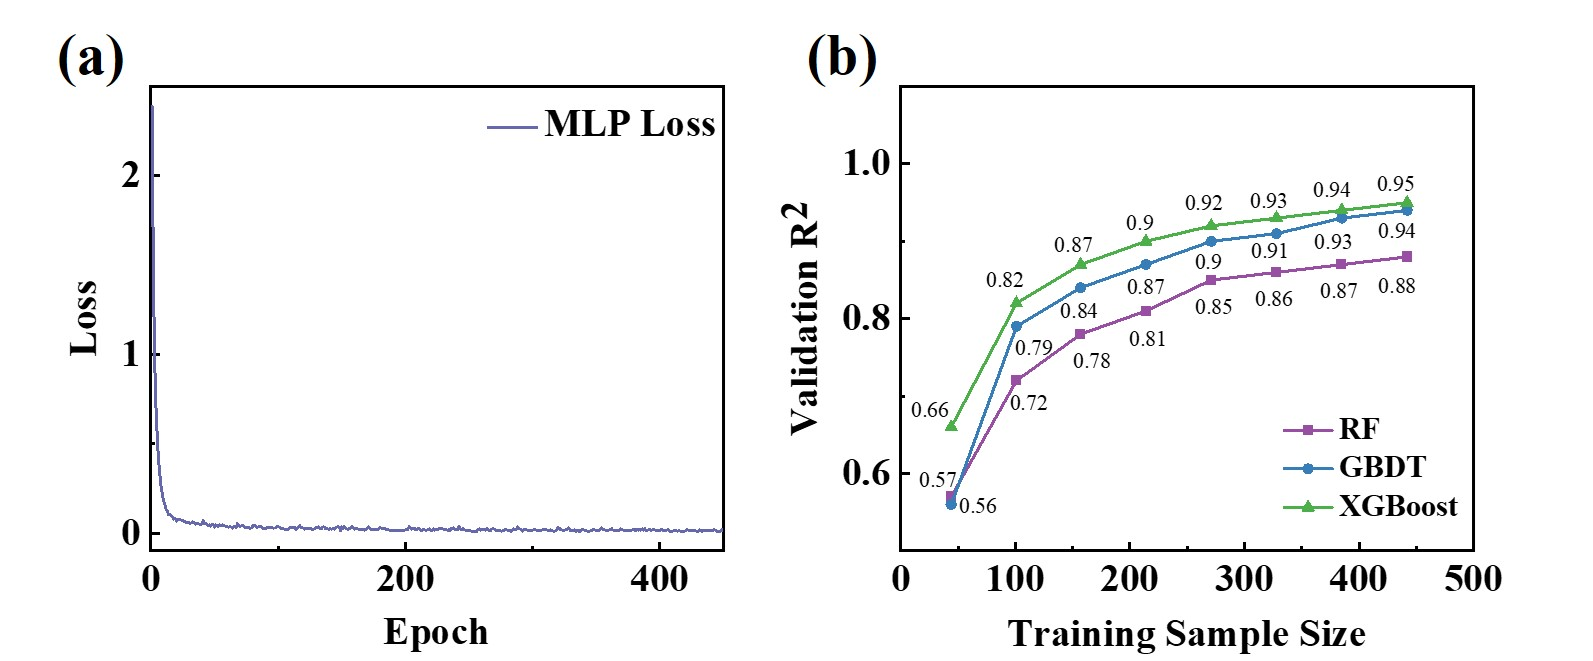 (a)
MLP Loss
2
1
0
Loss
0 200 400
Epoch
(b)
1.0
0.8
0.6
Validation R²
0.66 0.82 0.87 0.9 0.92 0.93 0.94 0.95
0.56 0.79 0.84 0.87 0.9 0.91 0.93 0.94
0.57 0.72 0.78 0.81 0.85 0.86 0.87 0.88
RF
GBDT
XGBoost
0 100 200 300 400 500
Training Sample Size